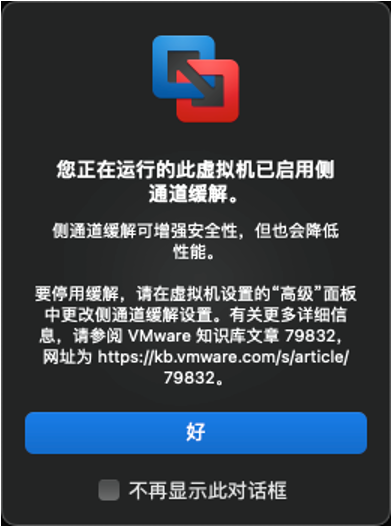 您正在运行的此虚拟机已启用侧
通道缓解。
侧通道缓解可增强安全性，但也会降低
性能。
要停用缓解，请在虚拟机设置的“高级”面板
中更改侧通道缓解设置。有关更多详细信
息，请参阅 VMware 知识库文章 79832，
网址为 https://kb.vmware.com/s/article/
79832。
好
不再显示此对话框